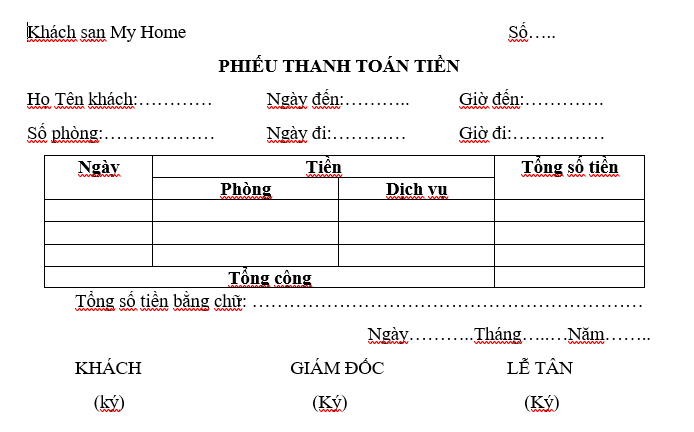 Khách sạn My Home Số…..
PHIẾU THANH TOÁN TIỀN
Họ Tên khách:………… Ngày đến:……….. Giờ đến:………….
Số phòng:……………… Ngày đi:………… Giờ đi:……………
Ngày Tiền Tổng số tiền
Phòng Dịch vụ
Tổng cộng
Tổng số tiền bằng chữ: ………………………………………………………
Ngày………..Tháng…..…Năm……..
KHÁCH GIÁM ĐỐC LỄ TÂN
(ký) (Ký) (Ký)